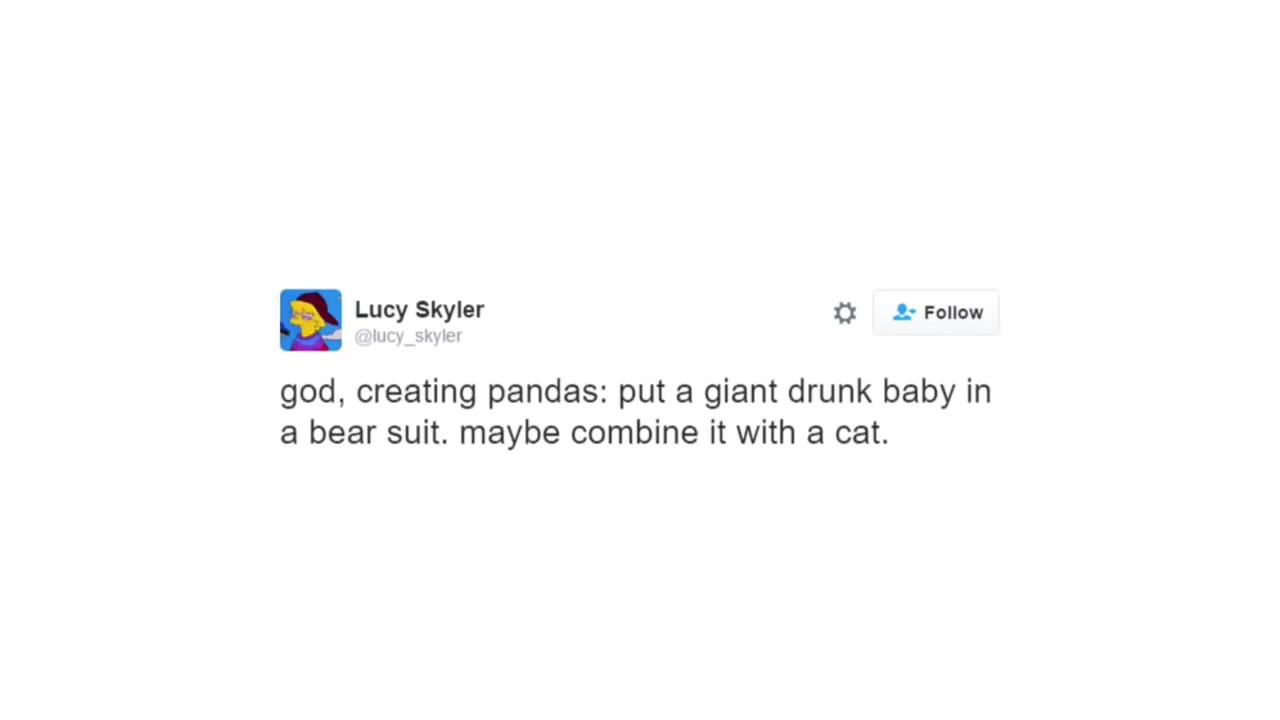 Lucy Skyler
@lucy_skyler
Follow
god, creating pandas: put a giant drunk baby in
a bear suit. maybe combine it with a cat.